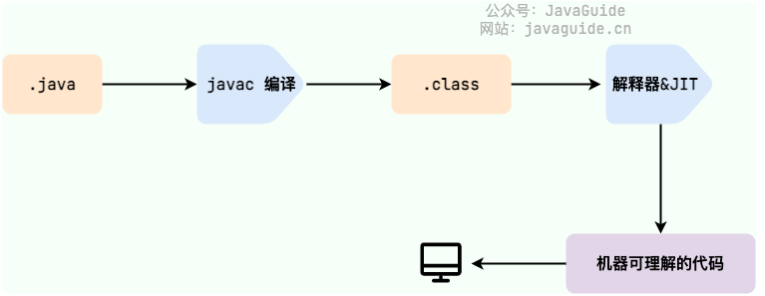 公众号：JavaGuide
网站：javaguide.cn
.java
javac 编译
.class
解释器&JIT
机器可理解的代码